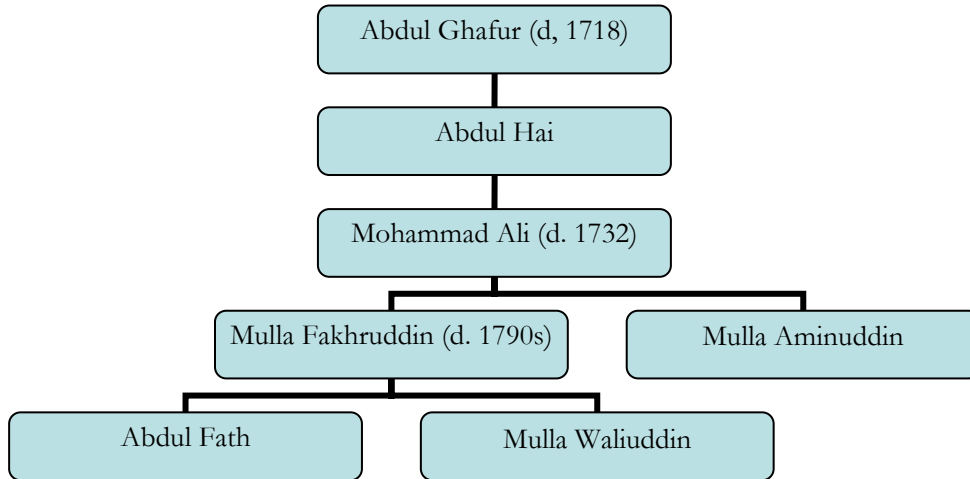 Abdul Ghafur (d, 1718)
Abdul Hai
Mohammad Ali (d. 1732)
Mulla Fakhruddin (d. 1790s)
Mulla Aminuddin
Abdul Fath
Mulla Waliuddin